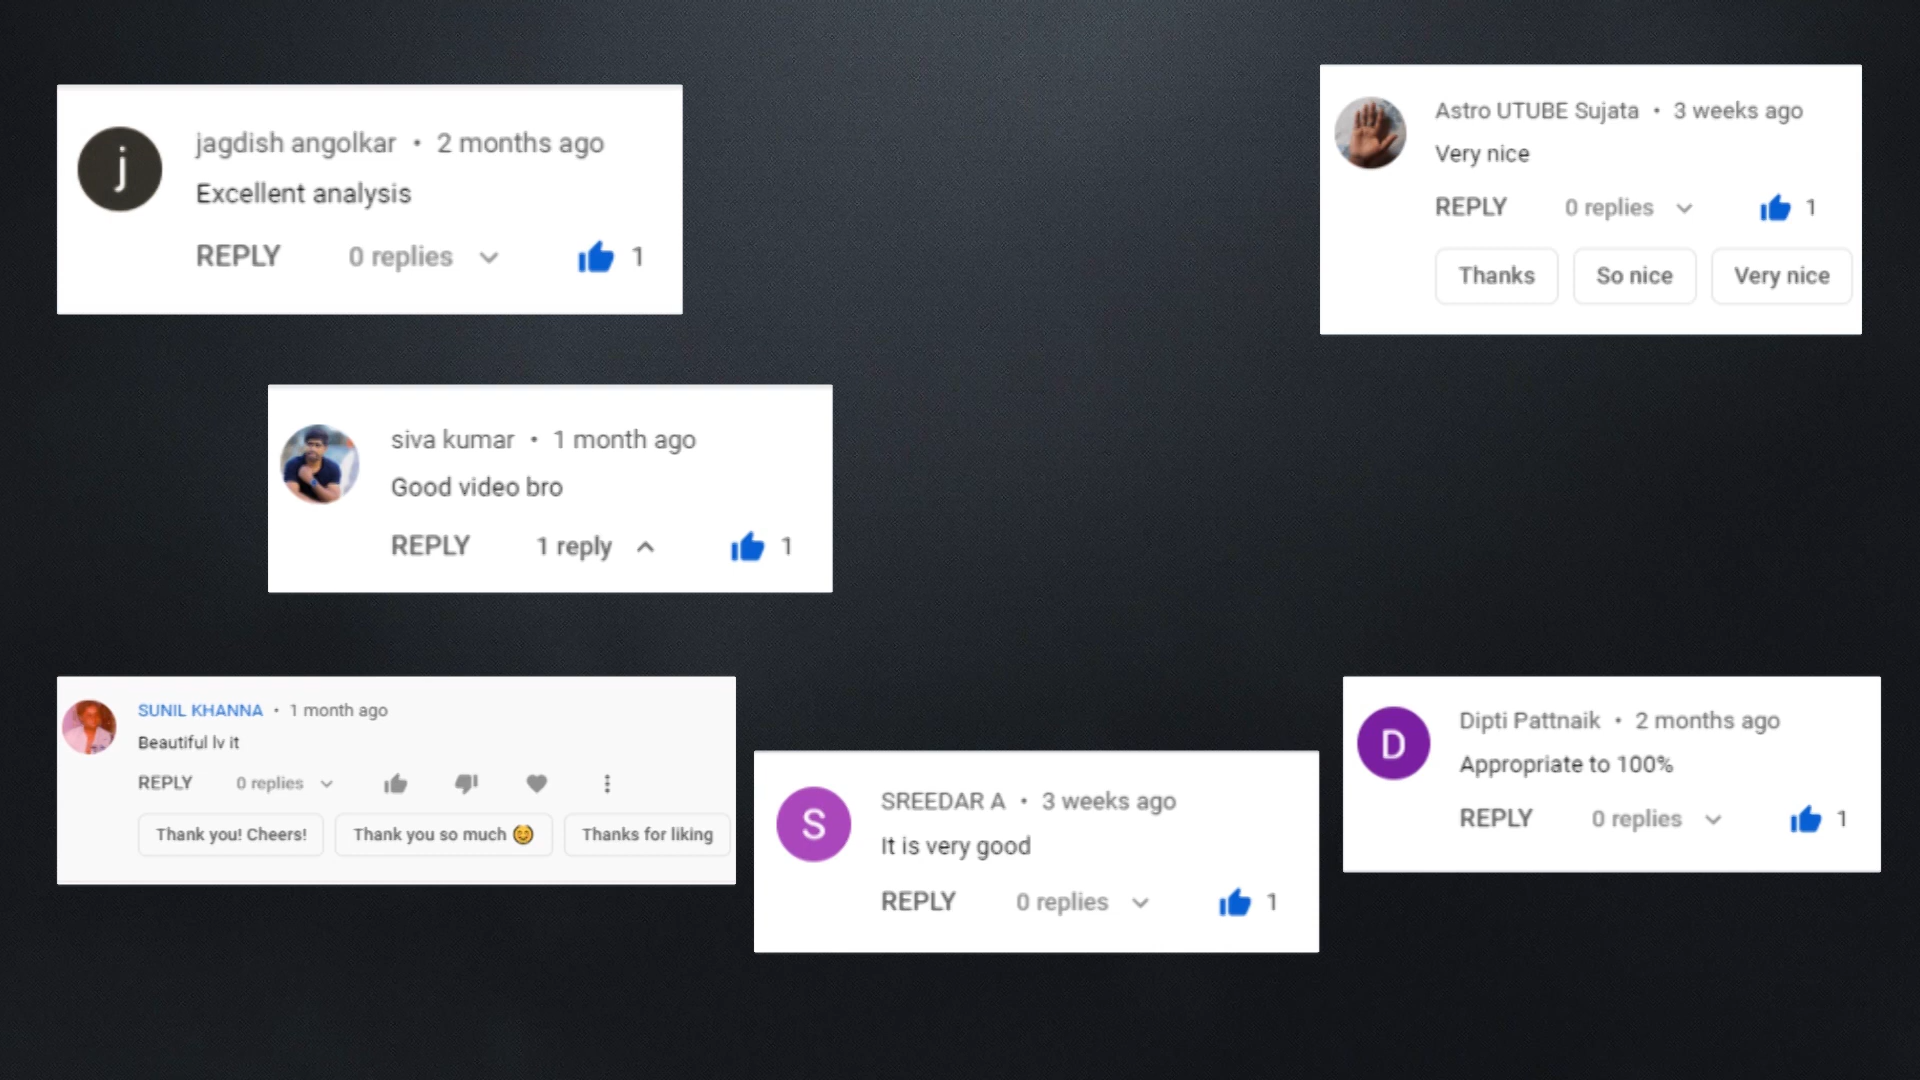 j
jagdish angolkar • 2 months ago
Excellent analysis
REPLY 0 replies 1
Astro UTUBE Sujata • 3 weeks ago
Very nice
REPLY 0 replies 1
Thanks So nice Very nice
siva kumar • 1 month ago
Good video bro
REPLY 1 reply 1
SUNIL KHANNA • 1 month ago
Beautiful lv it
REPLY 0 replies
Thank you! Cheers! Thank you so much 😊 Thanks for liking
S
SREEDAR A • 3 weeks ago
It is very good
REPLY 0 replies 1
D
Dipti Pattnaik • 2 months ago
Appropriate to 100%
REPLY 0 replies 1